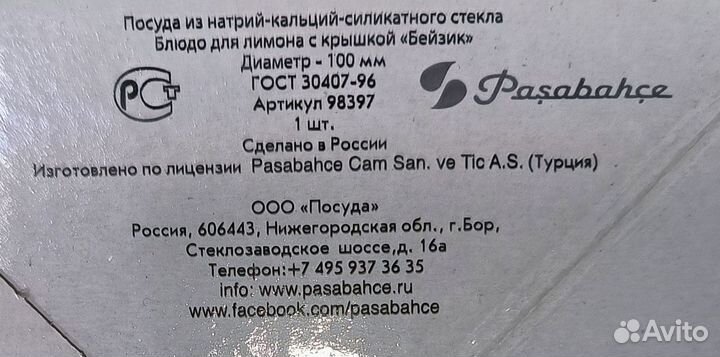 Посуда из натрий-кальций-силикатного стекла
Блюдо для лимона с крышкой «Бейзик»
Диаметр - 100 мм
ГОСТ 30407-96
Артикул 98397
1 шт.
Сделано в России
РСТ
Paşabahçe
Изготовлено по лицензии Pasabahce Cam San. ve Tic A.S. (Турция)
ООО «Посуда»
Россия, 606443, Нижегородская обл., г.Бор,
Стеклозаводское шоссе,д. 16а
Телефон:+7 495 937 36 35
info: www.pasabahce.ru
www.facebook.com/pasabahce
Avito